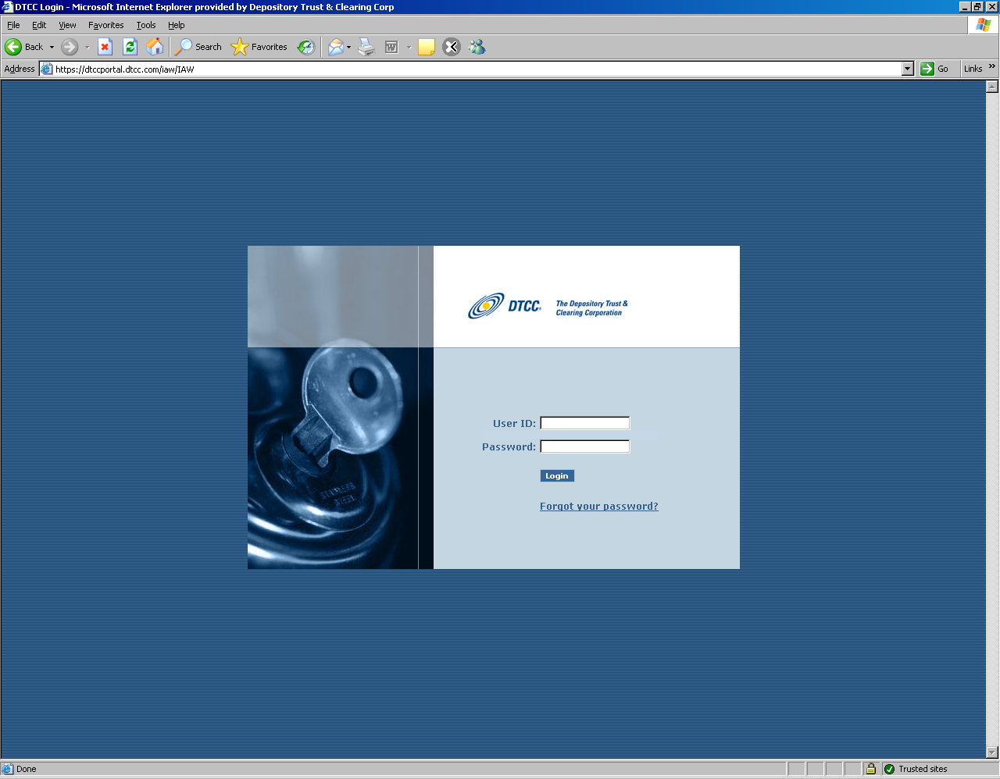 DTCC Login - Microsoft Internet Explorer provided by Depository Trust & Clearing Corp
File Edit View Favorites Tools Help
Back Search Favorites
Address https://dtccportal.dtcc.com/iaw/IAW Go Links »
DTCC® The Depository Trust &
Clearing Corporation
User ID:
Password:
Login
Forgot your password?
STAINLESS
STEEL
Done Trusted sites